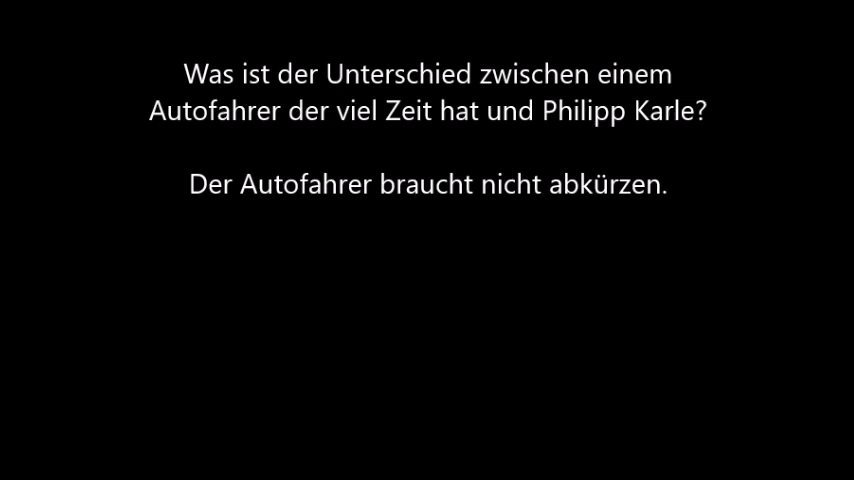 Was ist der Unterschied zwischen einem
Autofahrer der viel Zeit hat und Philipp Karle?
Der Autofahrer braucht nicht abkürzen.